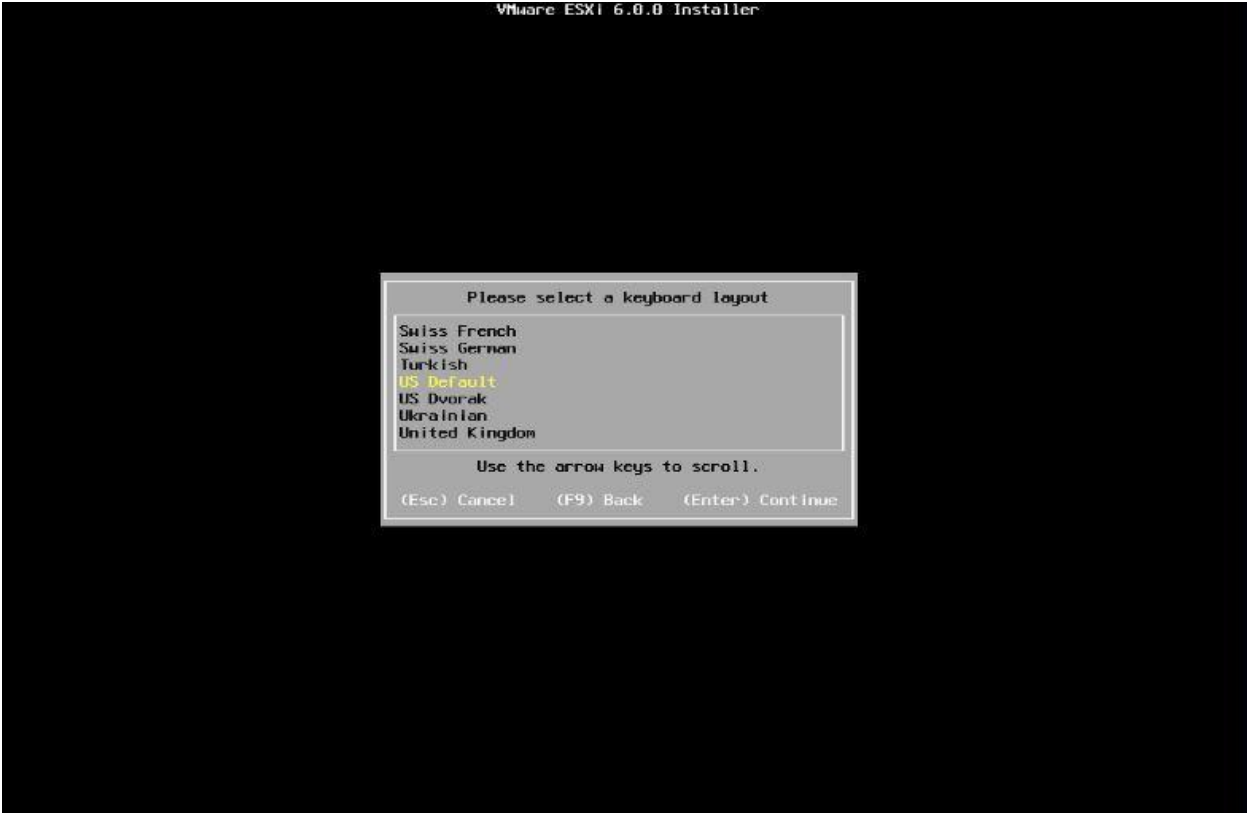 VMware ESXi 6.0.0 Installer
Please select a keyboard layout
Swiss French
Swiss German
Turkish
US Default
US Dvorak
Ukrainian
United Kingdom
Use the arrow keys to scroll.
(Esc) Cancel    (F9) Back    (Enter) Continue